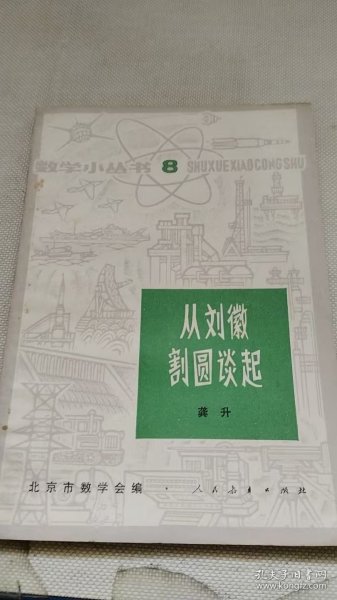 数学小丛书 8 SHUXUEXIAOCONGSHU
从刘徽
割圆谈起
龚升
北京市数学会编 · 人民教育出版社
孔夫子旧书网